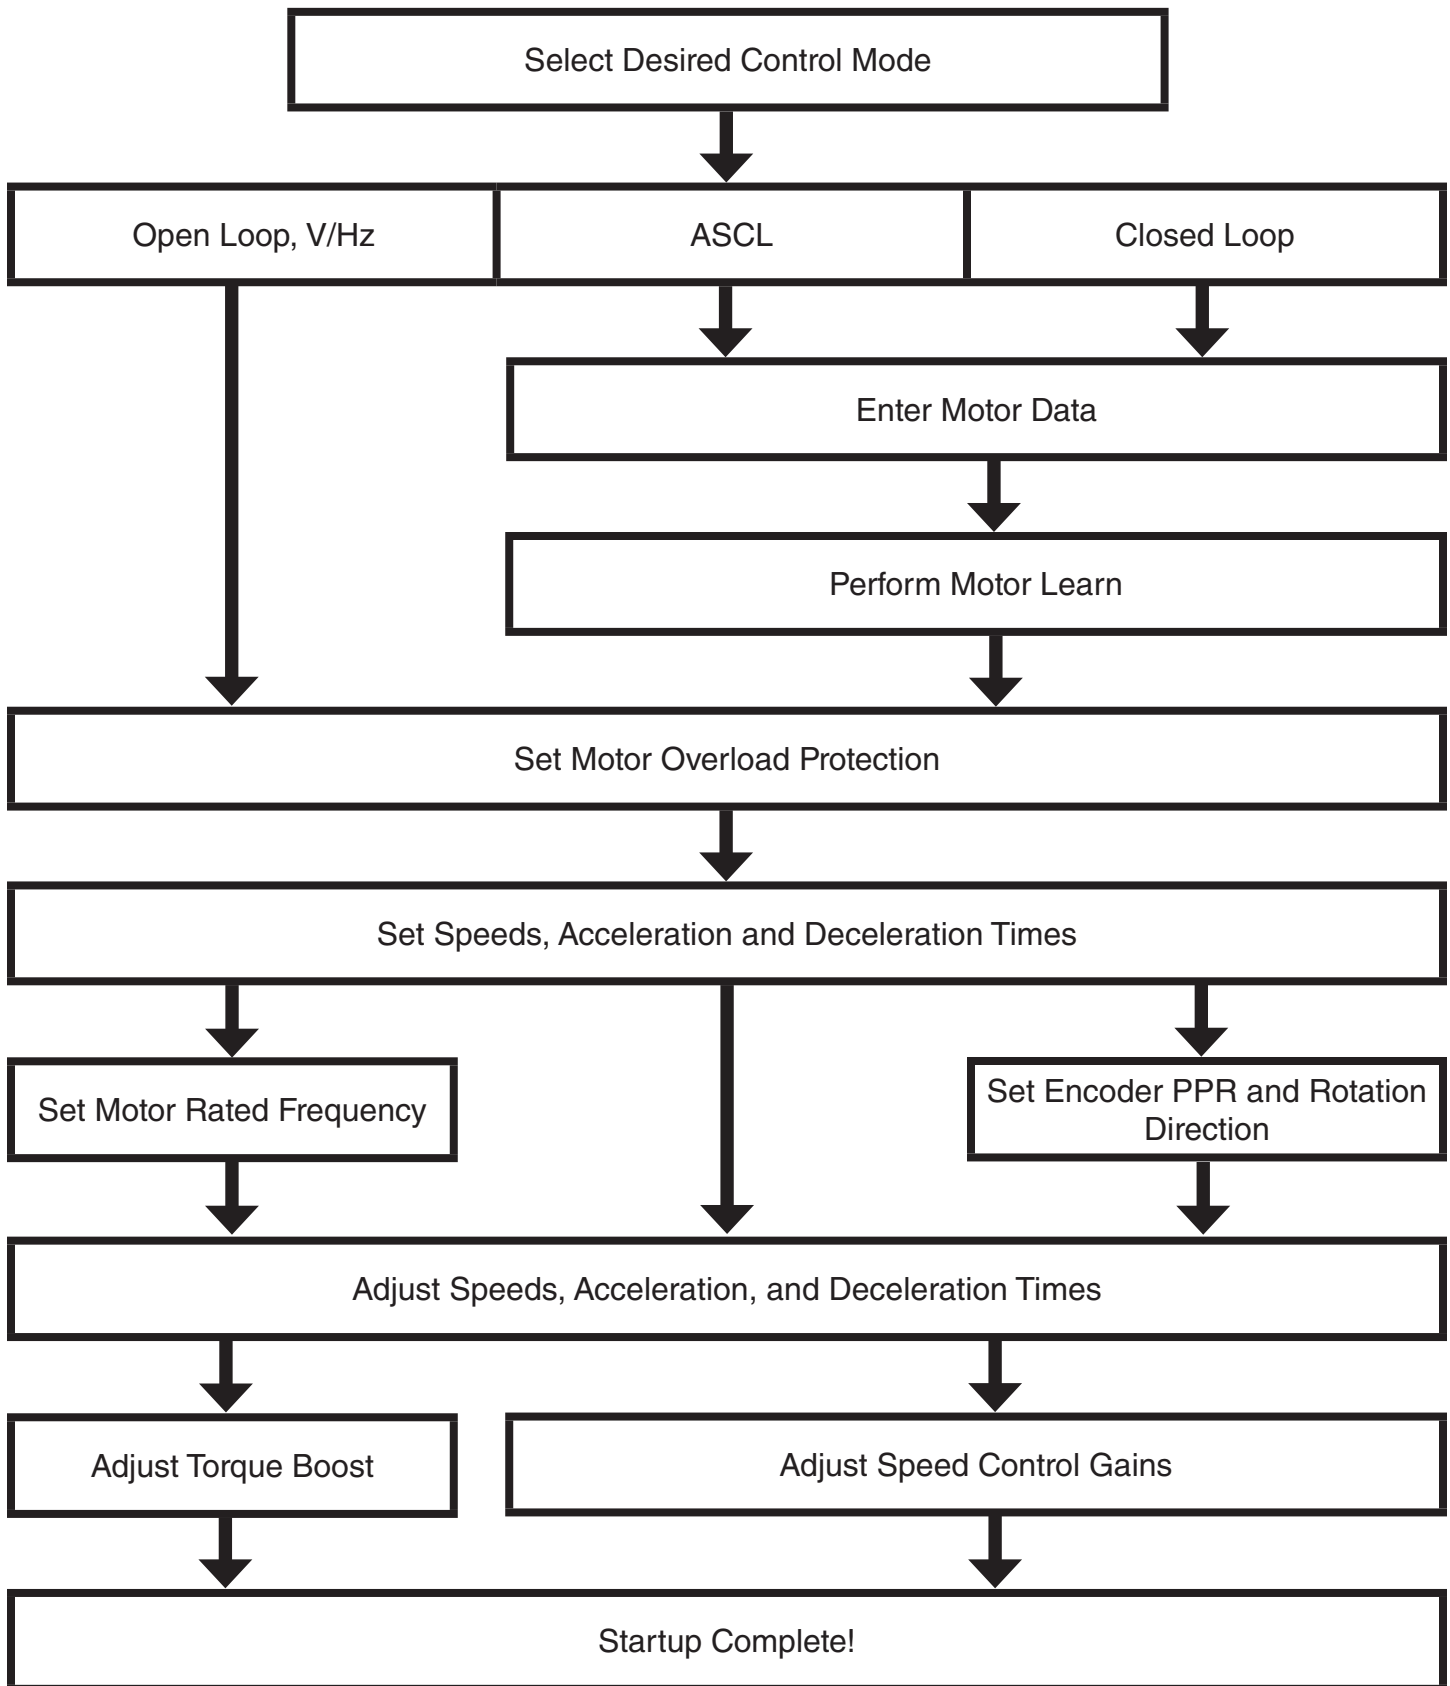 Select Desired Control Mode
Open Loop, V/Hz
ASCL
Closed Loop
Enter Motor Data
Perform Motor Learn
Set Motor Overload Protection
Set Speeds, Acceleration and Deceleration Times
Set Motor Rated Frequency
Set Encoder PPR and Rotation
Direction
Adjust Speeds, Acceleration, and Deceleration Times
Adjust Torque Boost
Adjust Speed Control Gains
Startup Complete!